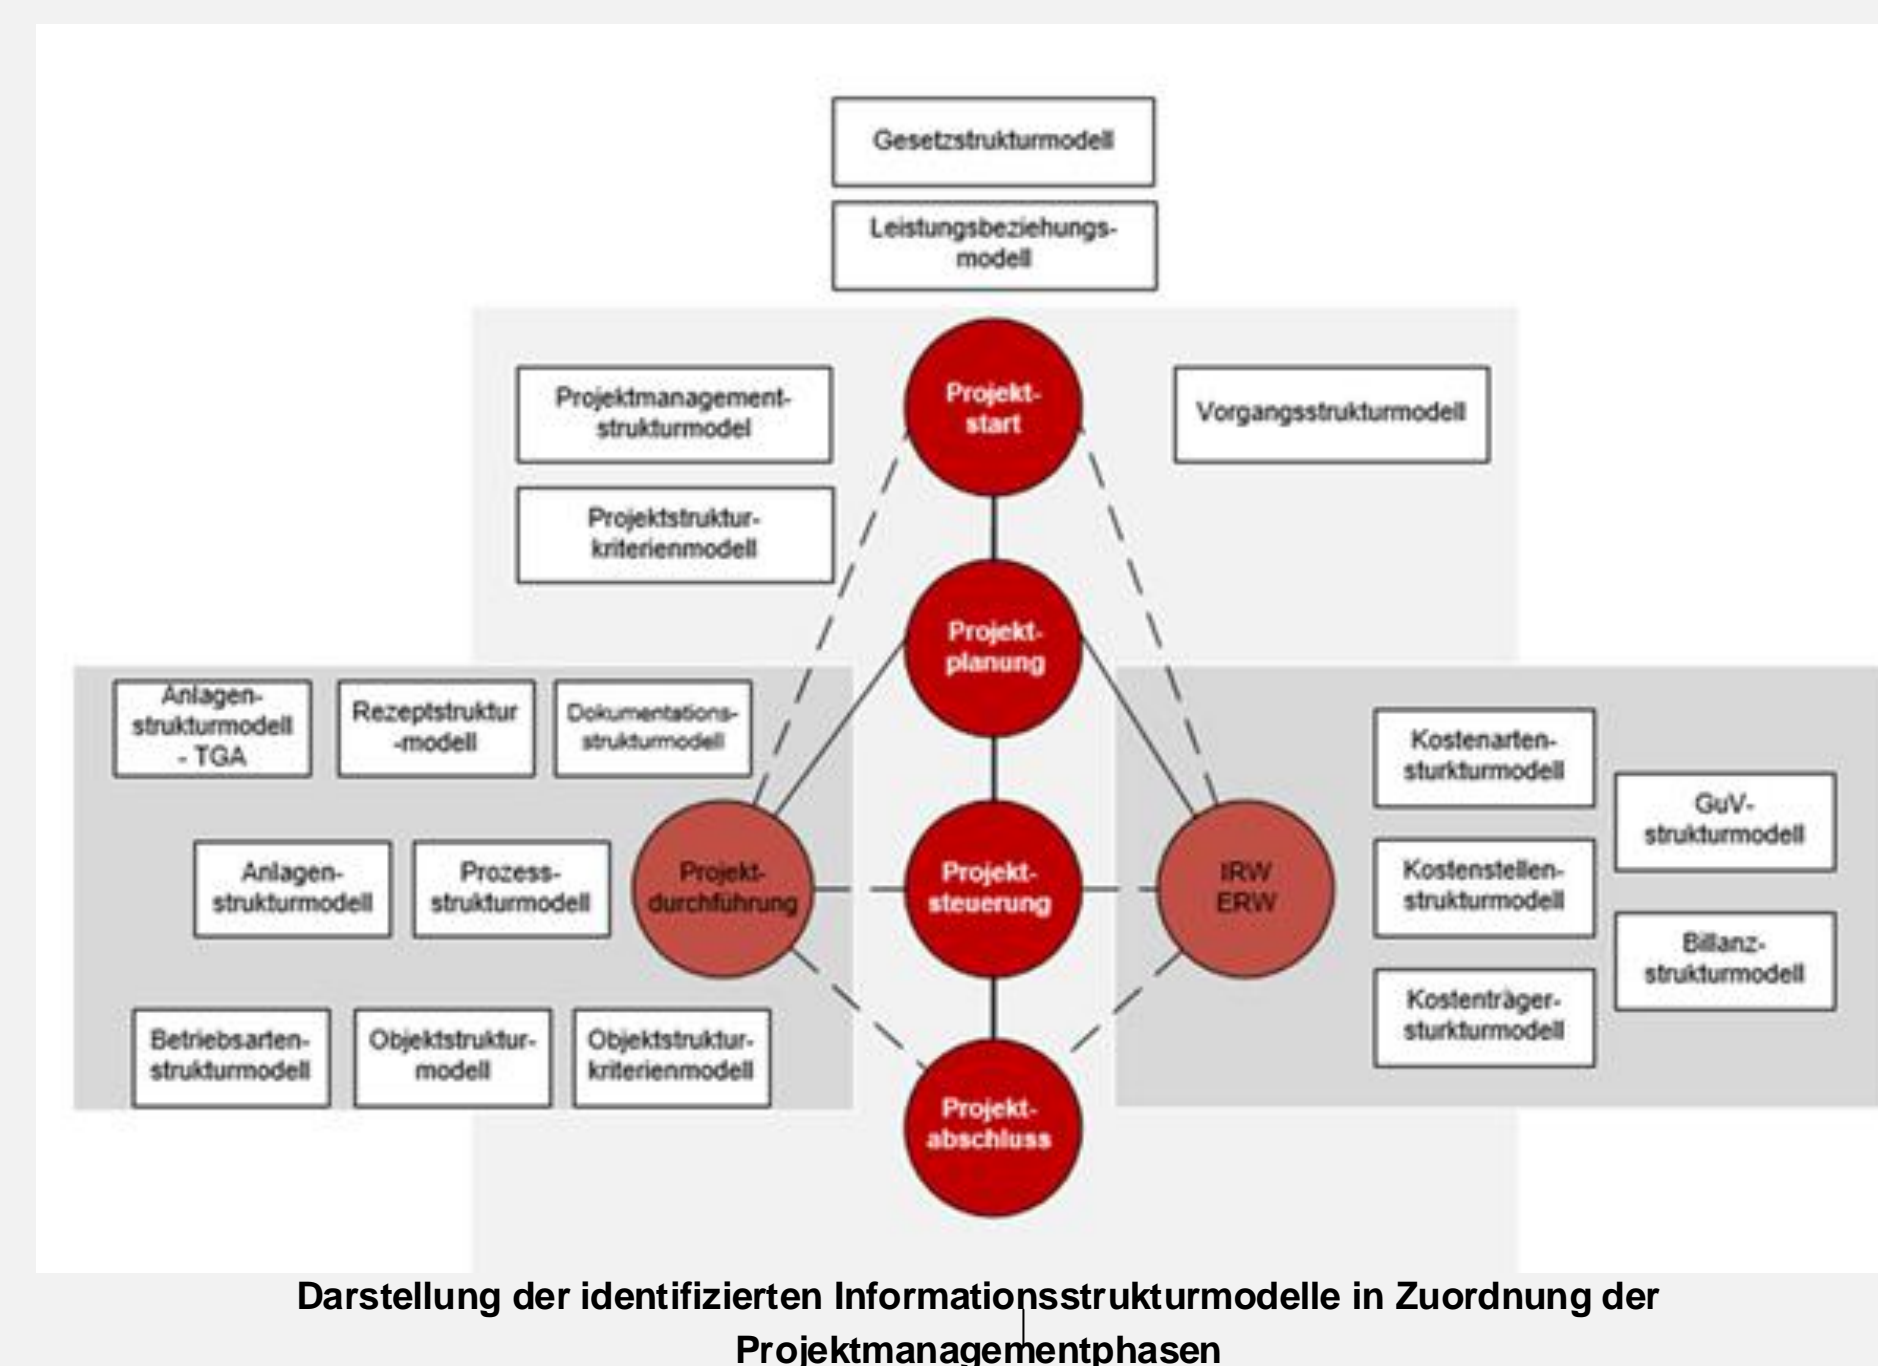 Gesetzstrukturmodell
Leistungsbeziehungs-
modell
Projektmanagement-
strukturmodel
Projekt-
start
Vorgangsstrukturmodell
Projektstruktur-
kriterienmodell
Projekt-
planung
Anlagen-
strukturmodell
- TGA
Rezeptstruktur
-modell
Dokumentations-
strukturmodell
Kostenarten-
sturkturmodell
GuV-
strukturmodell
Anlagen-
strukturmodell
Prozess-
strukturmodell
Projekt-
durchführung
Projekt-
steuerung
IRW
ERW
Kostenstellen-
strukturmodell
Billanz-
strukturmodell
Kostenträger-
sturkturmodell
Betriebsarten-
strukturmodell
Objektstruktur-
modell
Objektstruktur-
kriterienmodell
Projekt-
abschluss
Darstellung der identifizierten Informationsstrukturmodelle in Zuordnung der
Projektmanagementphasen